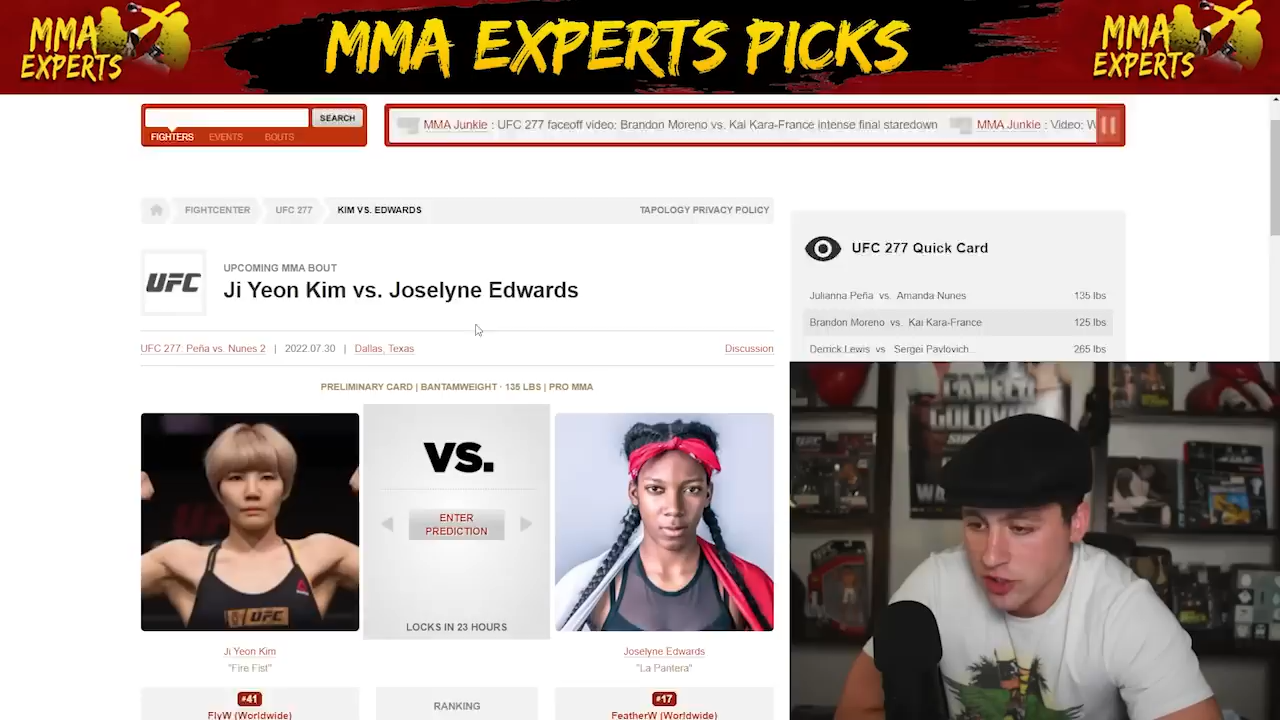 MMA EXPERTS
MMA EXPERTS PICKS
MMA EXPERTS
SEARCH
FIGHTERS EVENTS BOUTS
MMA Junkie : UFC 277 faceoff video: Brandon Moreno vs. Kai Kara-France intense final staredown
MMA Junkie : Video: W
FIGHTCENTER UFC 277 KIM VS. EDWARDS TAPOLOGY PRIVACY POLICY
UFC
UPCOMING MMA BOUT
Ji Yeon Kim vs. Joselyne Edwards
UFC 277: Peña vs. Nunes 2 | 2022.07.30 | Dallas, Texas Discussion
PRELIMINARY CARD | BANTAMWEIGHT · 135 LBS | PRO MMA
VS.
ENTER
PREDICTION
LOCKS IN 23 HOURS
UFC
Ji Yeon Kim
"Fire Fist"
Joselyne Edwards
"La Pantera"
#41
FlyW (Worldwide)
RANKING
#17
FeatherW (Worldwide)
UFC 277 Quick Card
Julianna Peña vs. Amanda Nunes 135 lbs
Brandon Moreno vs. Kai Kara-France 125 lbs
Derrick Lewis vs Sergei Pavlovich... 265 lbs
CANELO
GOLOV